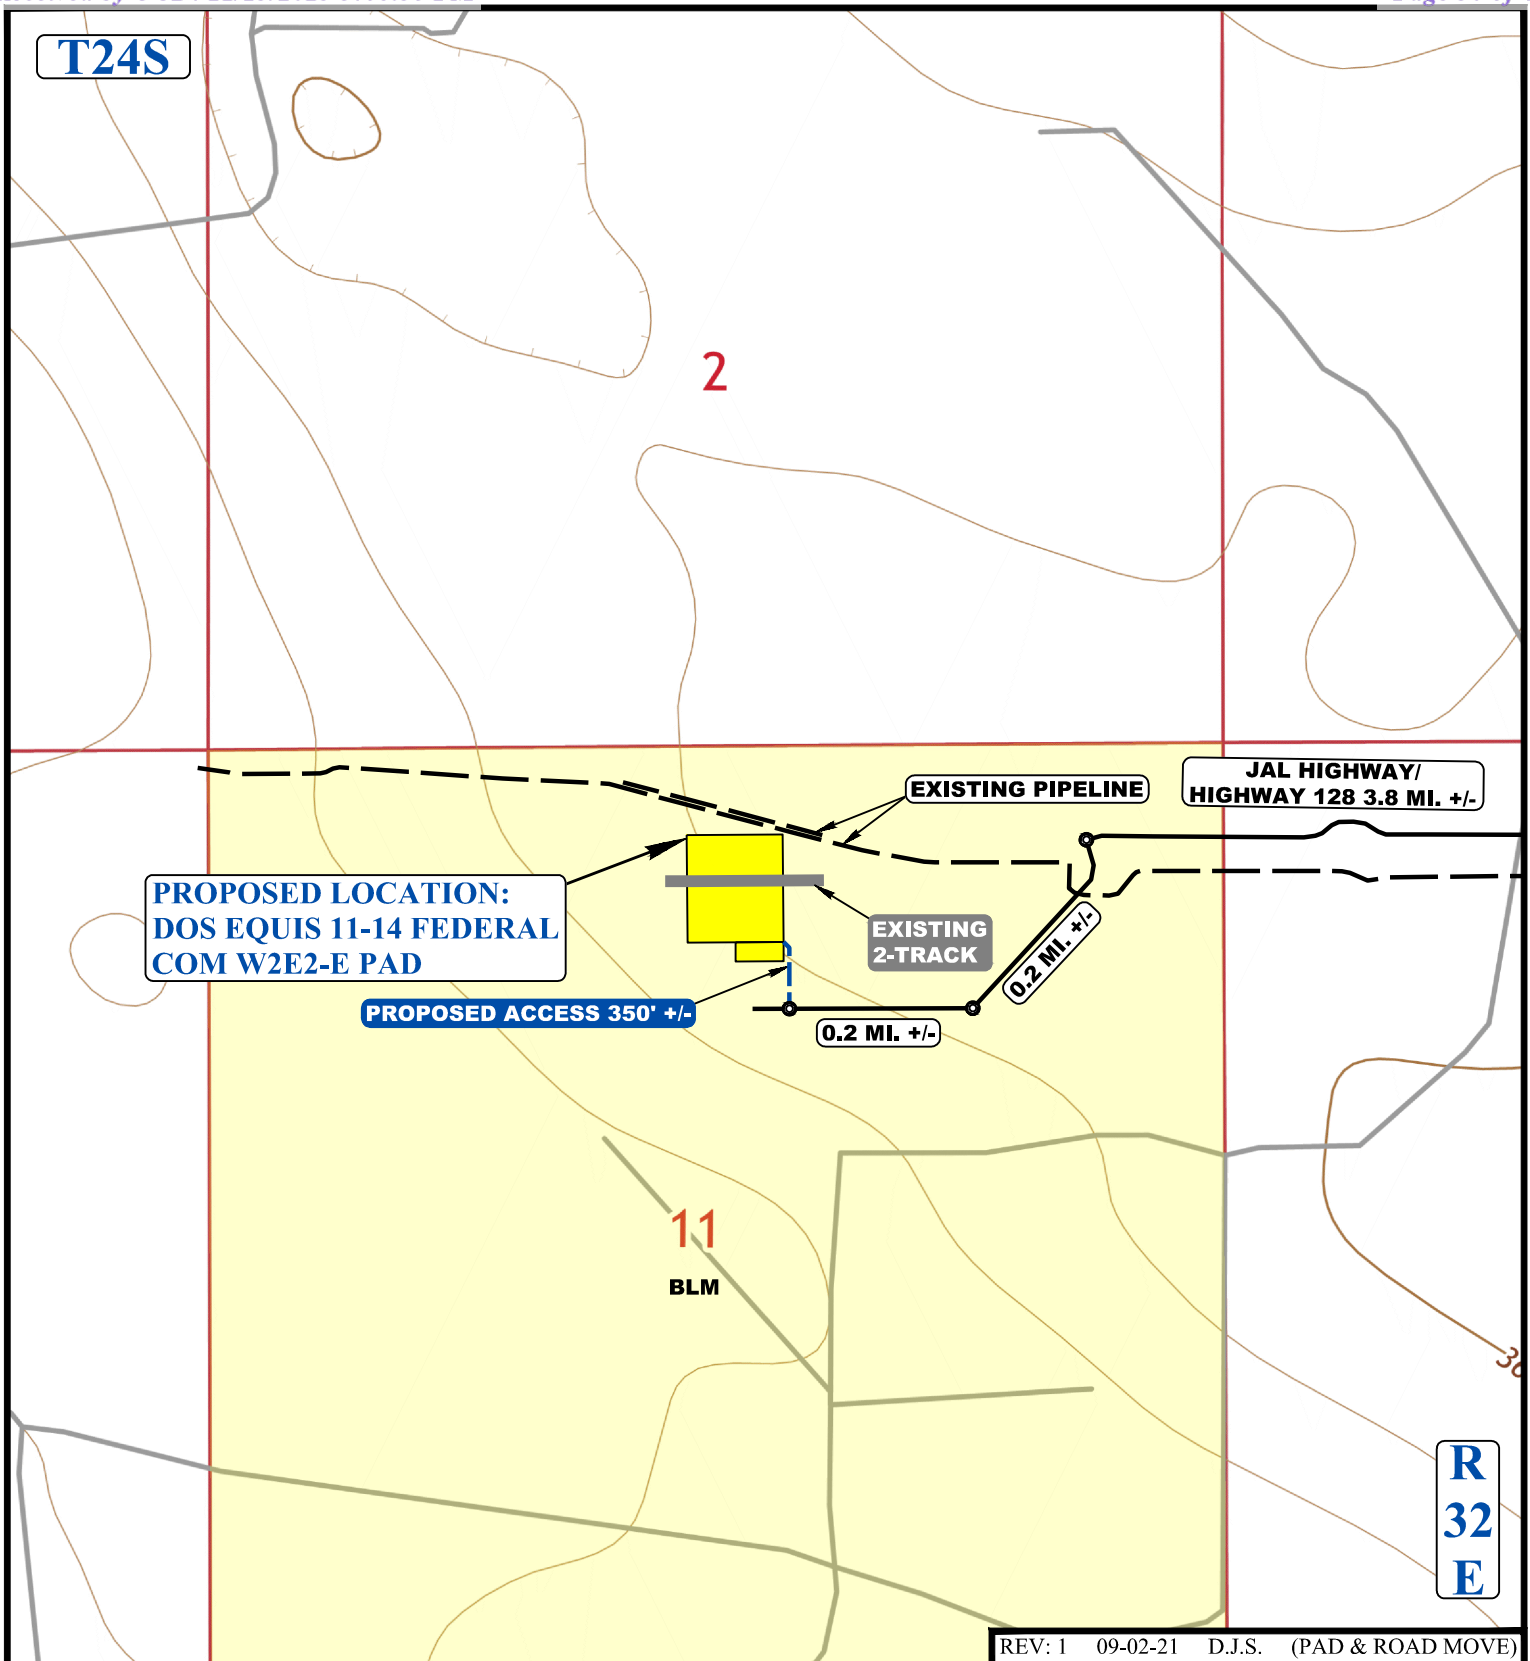 T24S
2
EXISTING PIPELINE
JAL HIGHWAY/
HIGHWAY 128 3.8 MI. +/-
PROPOSED LOCATION:
DOS EQUIS 11-14 FEDERAL
COM W2E2-E PAD
EXISTING
2-TRACK
0.2 MI. +/-
PROPOSED ACCESS 350' +/-
0.2 MI. +/-
11
BLM
R
32
E
REV: 1 09-02-21 D.J.S. (PAD & ROAD MOVE)